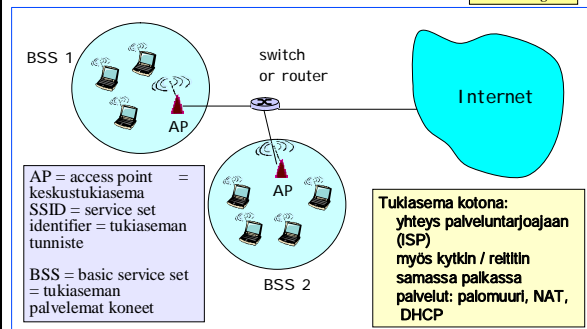 BSS 1
switch
or router
Internet
AP
AP
BSS 2
AP = access point =
keskustukiasema
SSID = service set
identifier = tukiaseman
tunniste
BSS = basic service set
= tukiaseman
palvelemat koneet
Tukiasema kotona:
yhteys palveluntarjoajaan
(ISP)
myös kytkin / reititin
samassa paikassa
palvelut: palomuuri, NAT,
DHCP